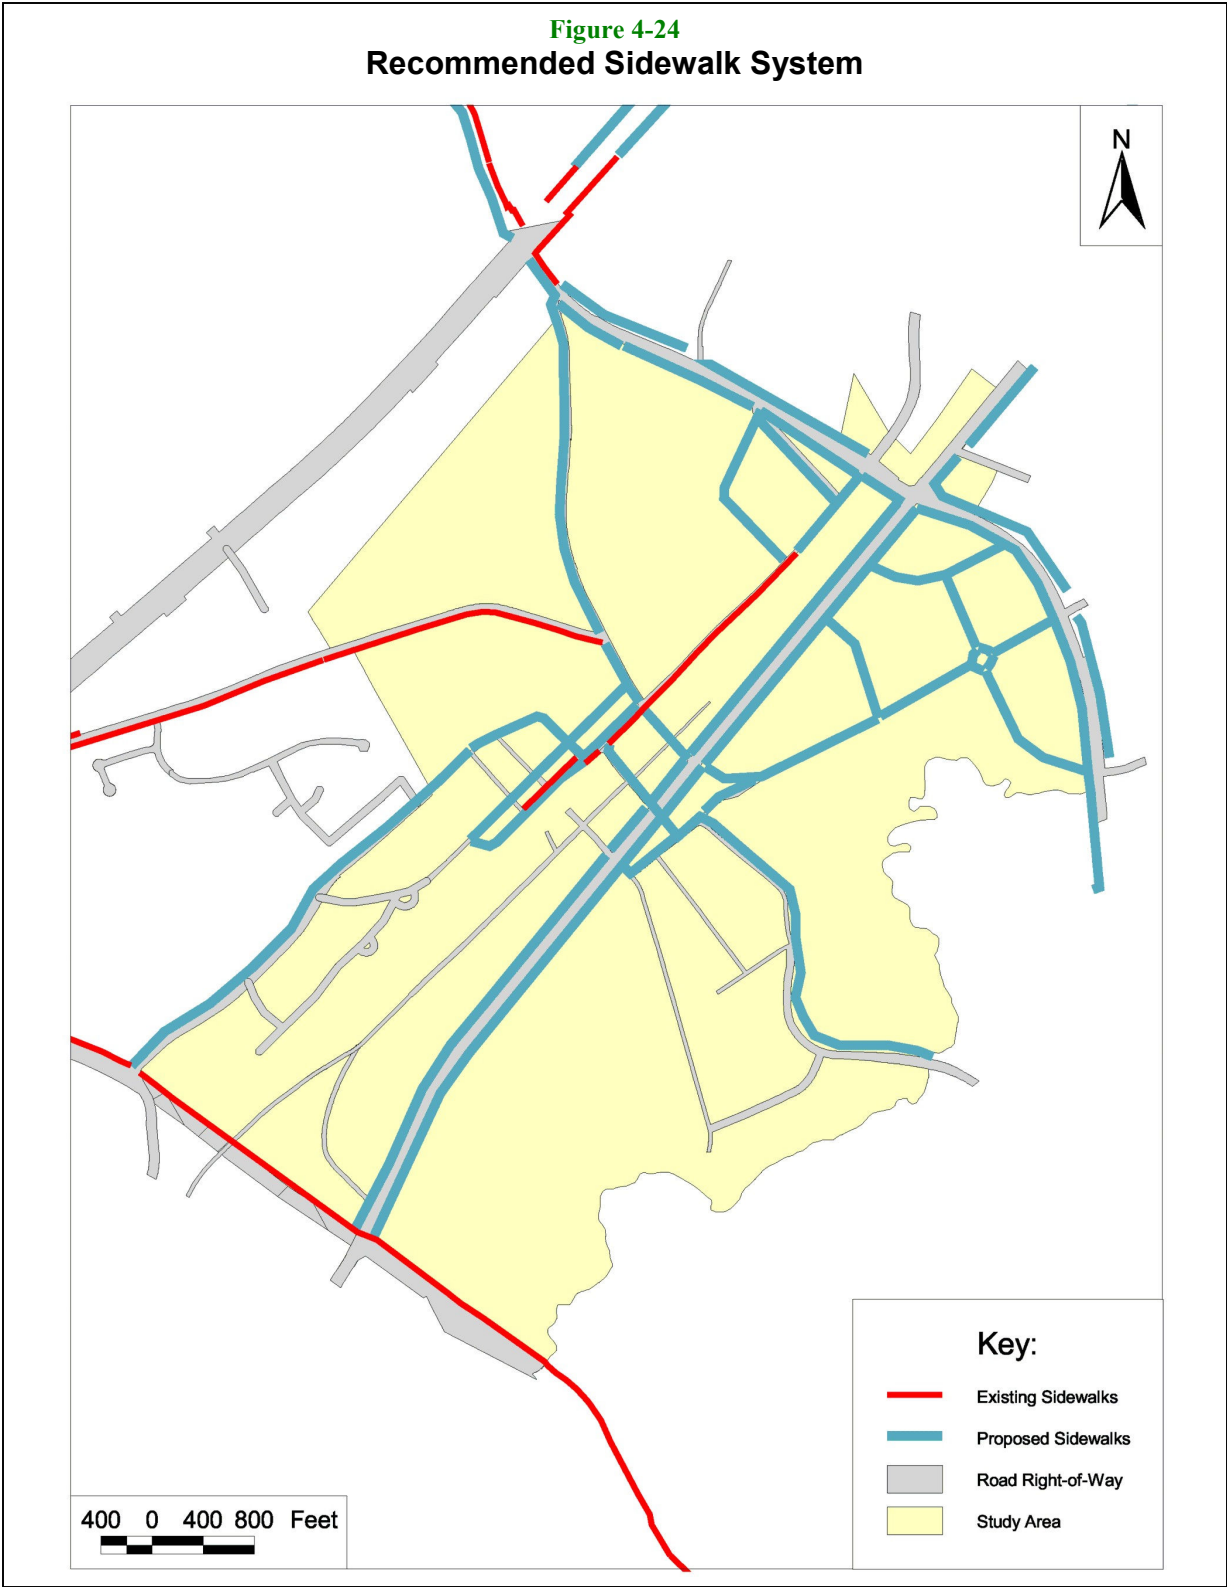 Figure 4-24
Recommended Sidewalk System
N
Key:
Existing Sidewalks
Proposed Sidewalks
Road Right-of-Way
Study Area
400 0 400 800 Feet